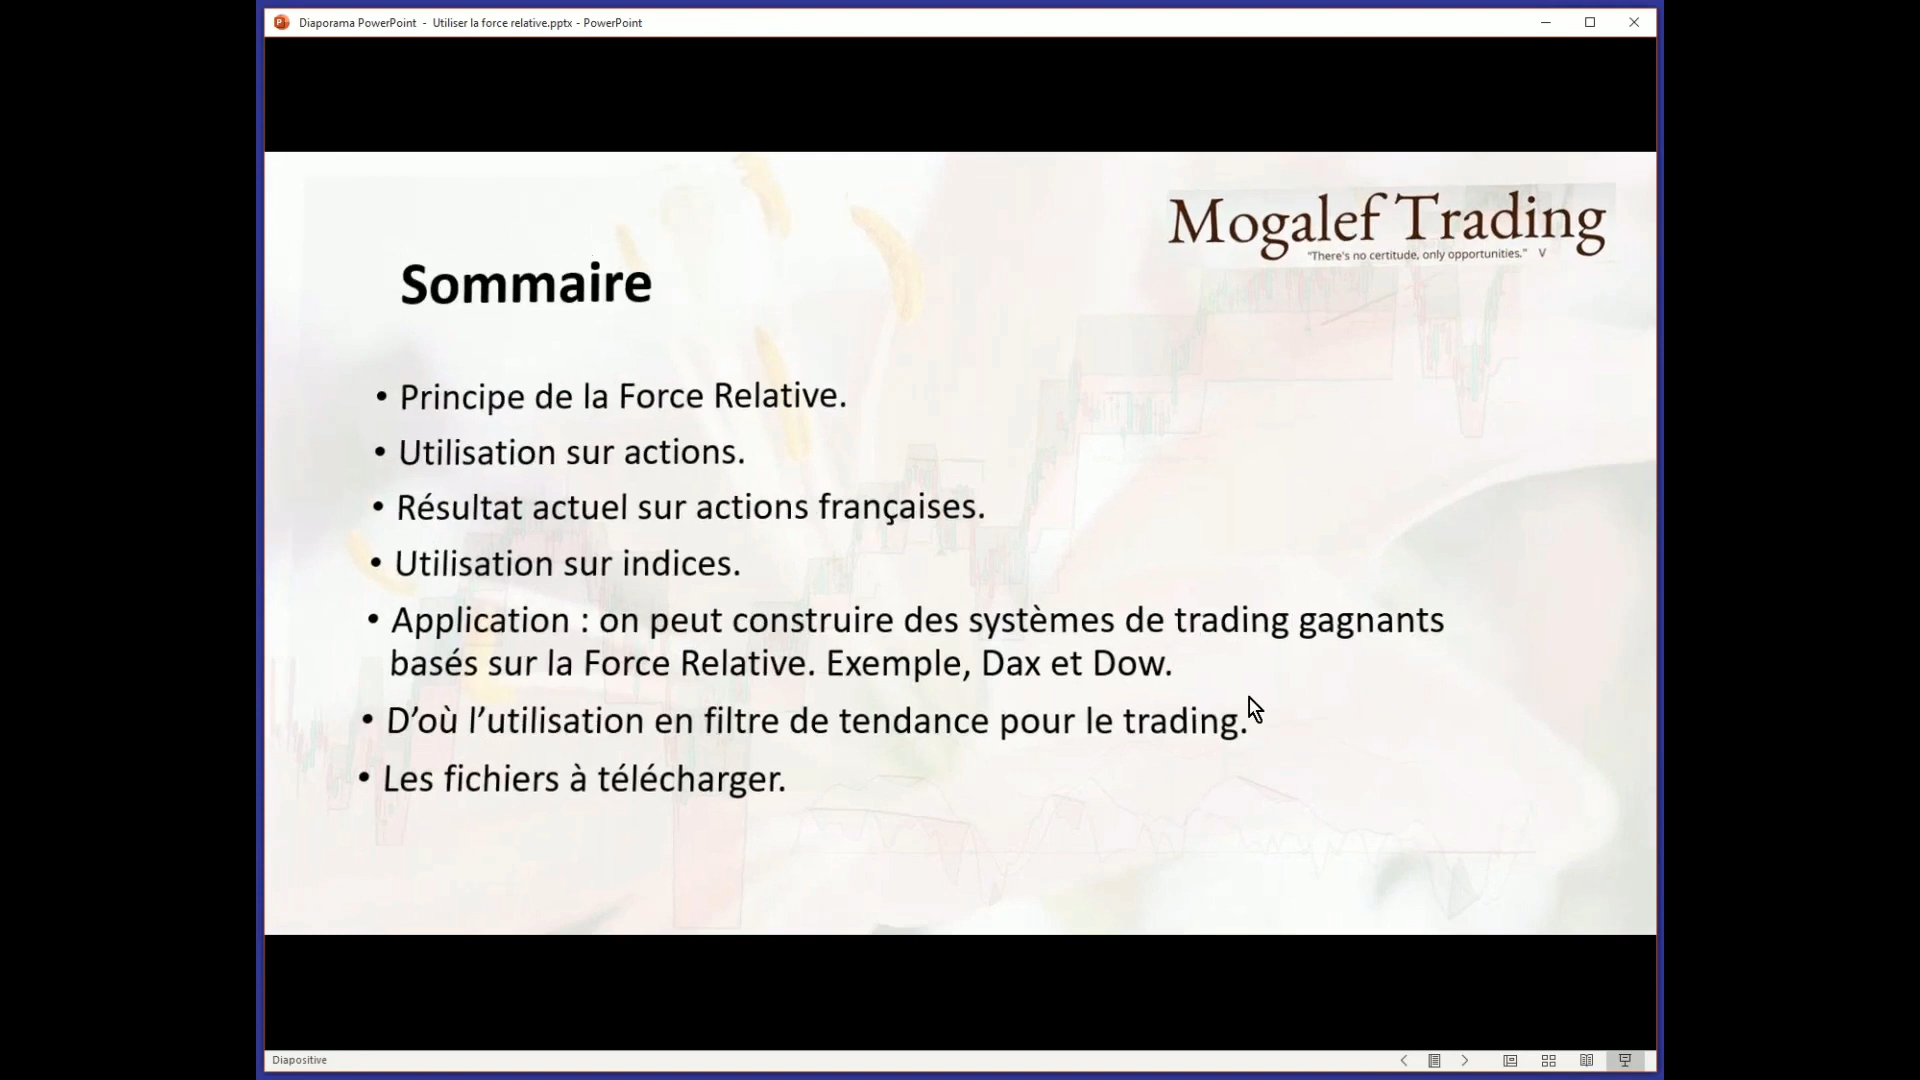 Diaporama PowerPoint - Utiliser la force relative.pptx - PowerPoint
Mogalef Trading
"There's no certitude, only opportunities." V
Sommaire
• Principe de la Force Relative.
• Utilisation sur actions.
• Résultat actuel sur actions françaises.
• Utilisation sur indices.
• Application : on peut construire des systèmes de trading gagnants
basés sur la Force Relative. Exemple, Dax et Dow.
• D’où l’utilisation en filtre de tendance pour le trading.
• Les fichiers à télécharger.
Diapositive